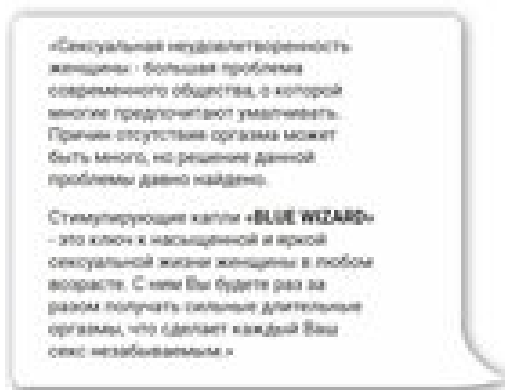 «Сексуальная неудовлетворенность
женщины - большая проблема
современного общества, о которой
многие предпочитают умалчивать.
Причин отсутствия оргазма может
быть много, но решение данной
проблемы давно найдено.
Стимулирующие капли «BLUE WIZARD»
- это ключ к насыщенной и яркой
сексуальной жизни женщины в любом
возрасте. С ним Вы будете раз за
разом получать сильные длительные
оргазмы, что сделает каждый Ваш
секс незабываемым.»